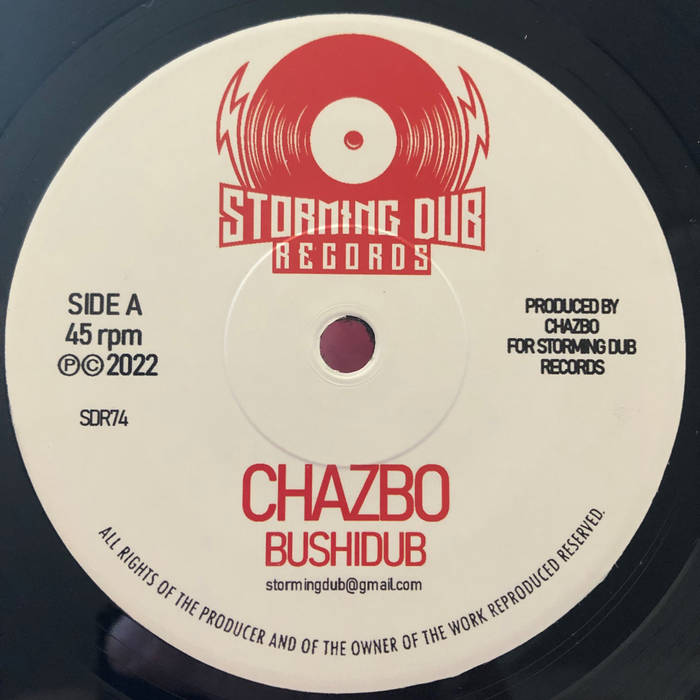 STORMING DUB
RECORDS
SIDE A
45 rpm
℗© 2022
SDR74
PRODUCED BY
CHAZBO
FOR STORMING DUB
RECORDS
CHAZBO
BUSHIDUB
stormingdub@gmail.com
ALL RIGHTS OF THE PRODUCER AND OF THE OWNER OF THE WORK REPRODUCED RESERVED.